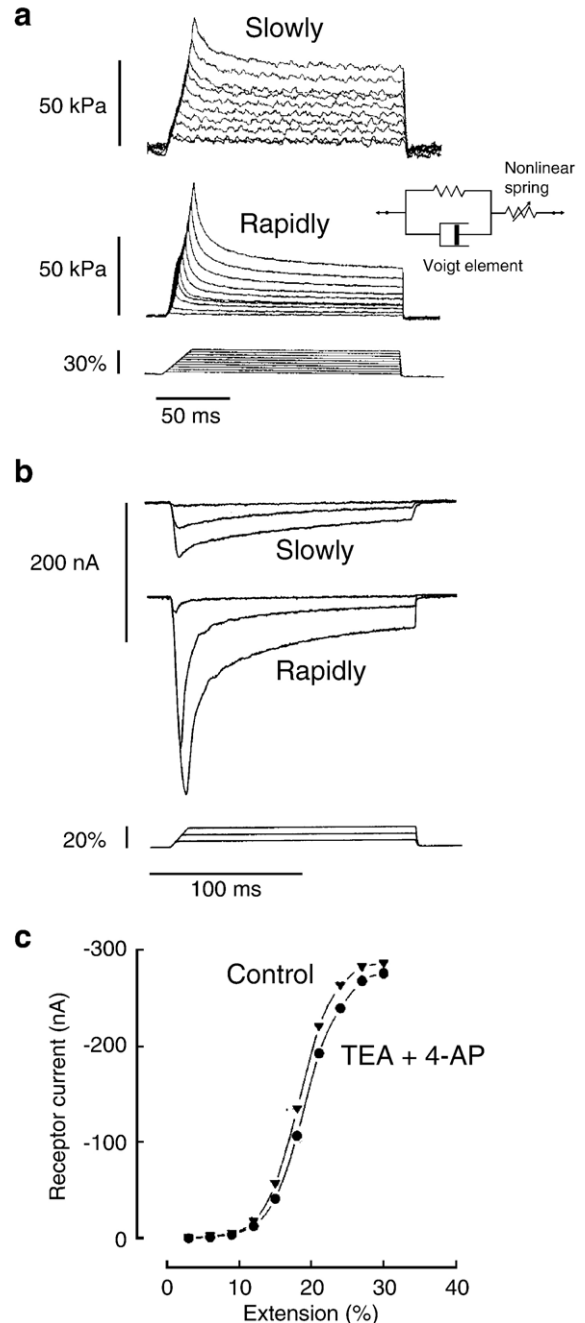 a
Slowly
50 kPa
Nonlinear
spring
Rapidly
50 kPa
Voigt element
30%
50 ms
b
200 nA
Slowly
Rapidly
20%
100 ms
c
-300
Control
-200
TEA + 4-AP
Receptor current (nA)
-100
0
0 10 20 30 40
Extension (%)